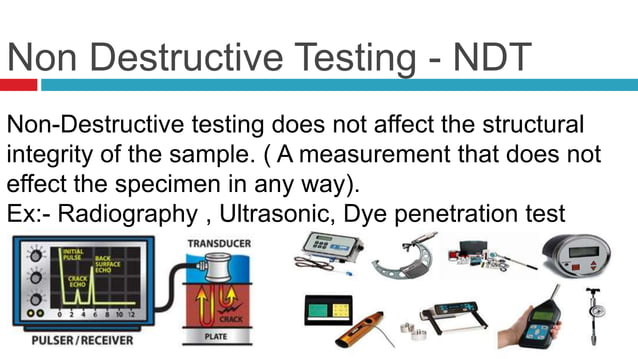 Non Destructive Testing - NDT
Non-Destructive testing does not affect the structural
integrity of the sample. ( A measurement that does not
effect the specimen in any way).
Ex:- Radiography , Ultrasonic, Dye penetration test
INITIAL
PULSE
BACK
SURFACE
ECHO
CRACK
ECHO
0 2 4 6 8 10 12
PULSER / RECEIVER
TRANSDUCER
CRACK
PLATE